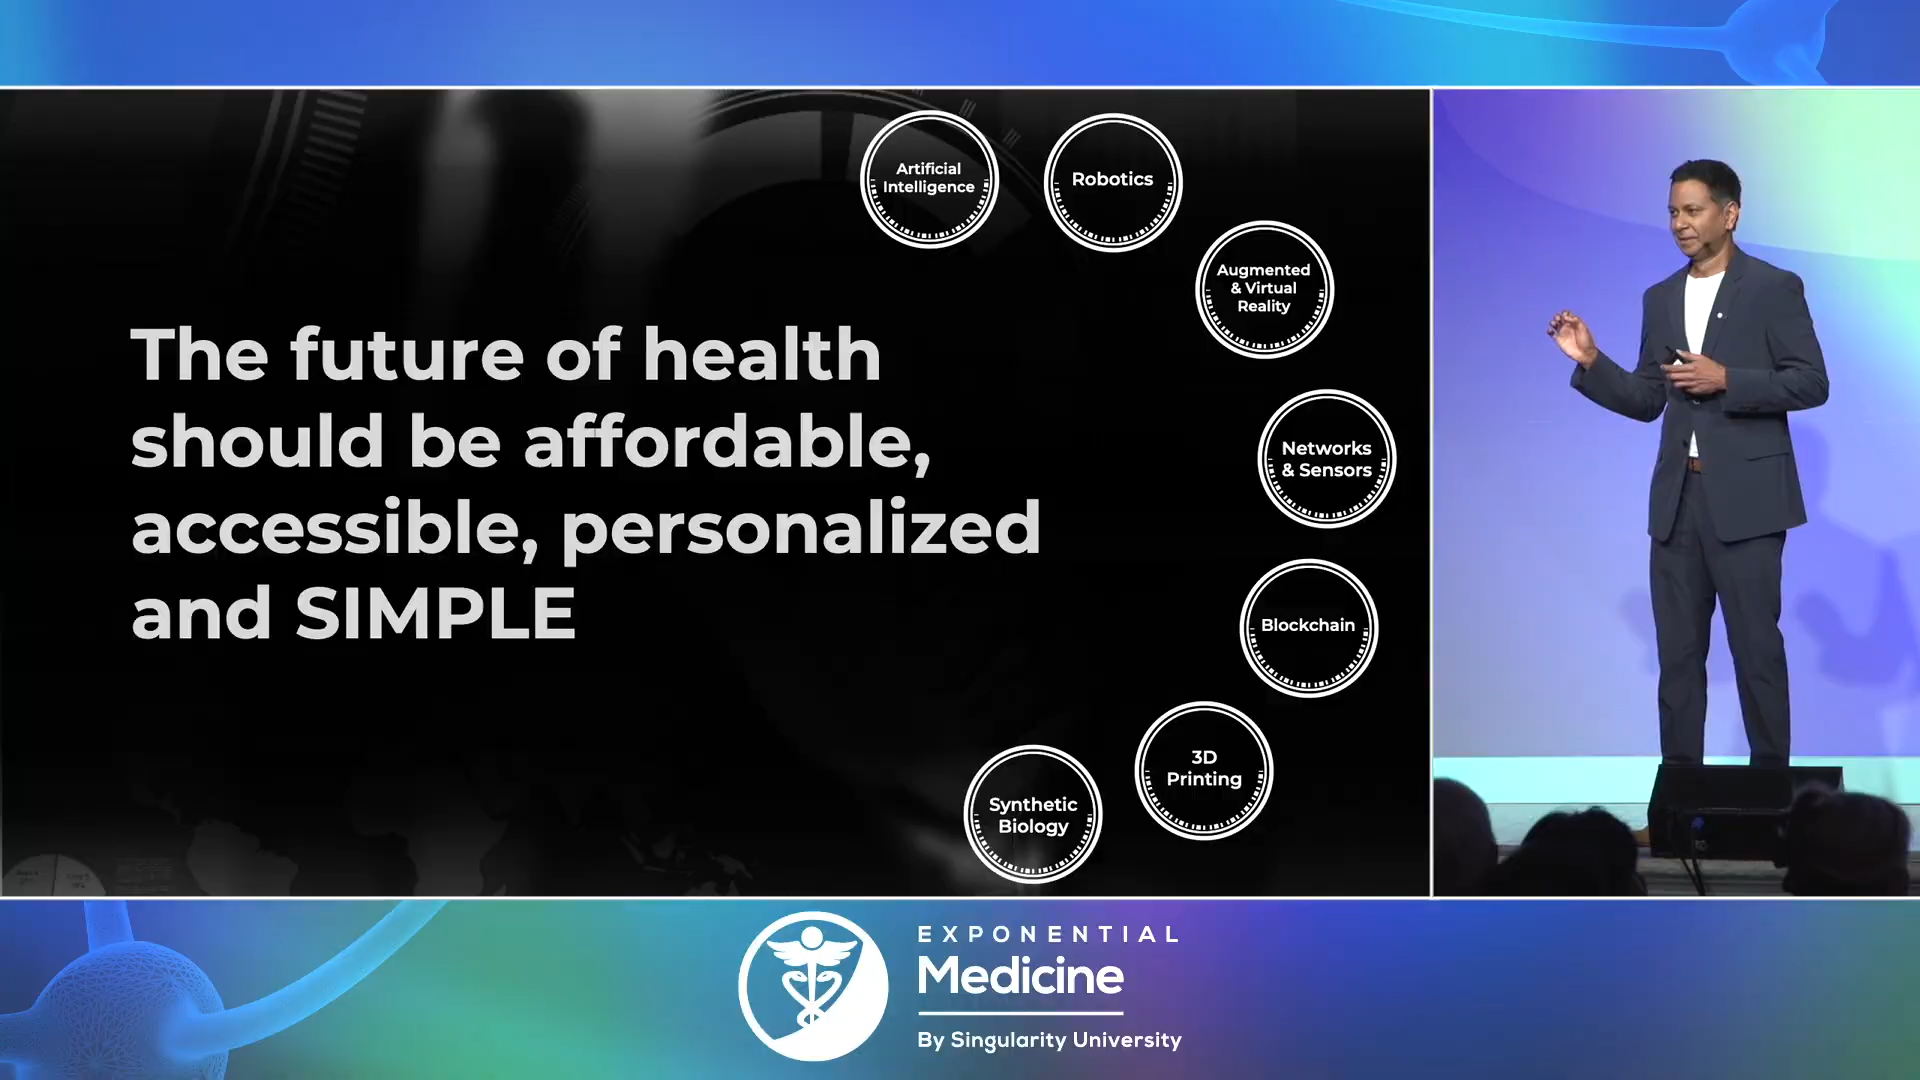 The future of health
should be affordable,
accessible, personalized
and SIMPLE
Artificial
Intelligence
Robotics
Augmented
& Virtual
Reality
Networks
& Sensors
Blockchain
3D
Printing
Synthetic
Biology
EXPONENTIAL
Medicine
By Singularity University